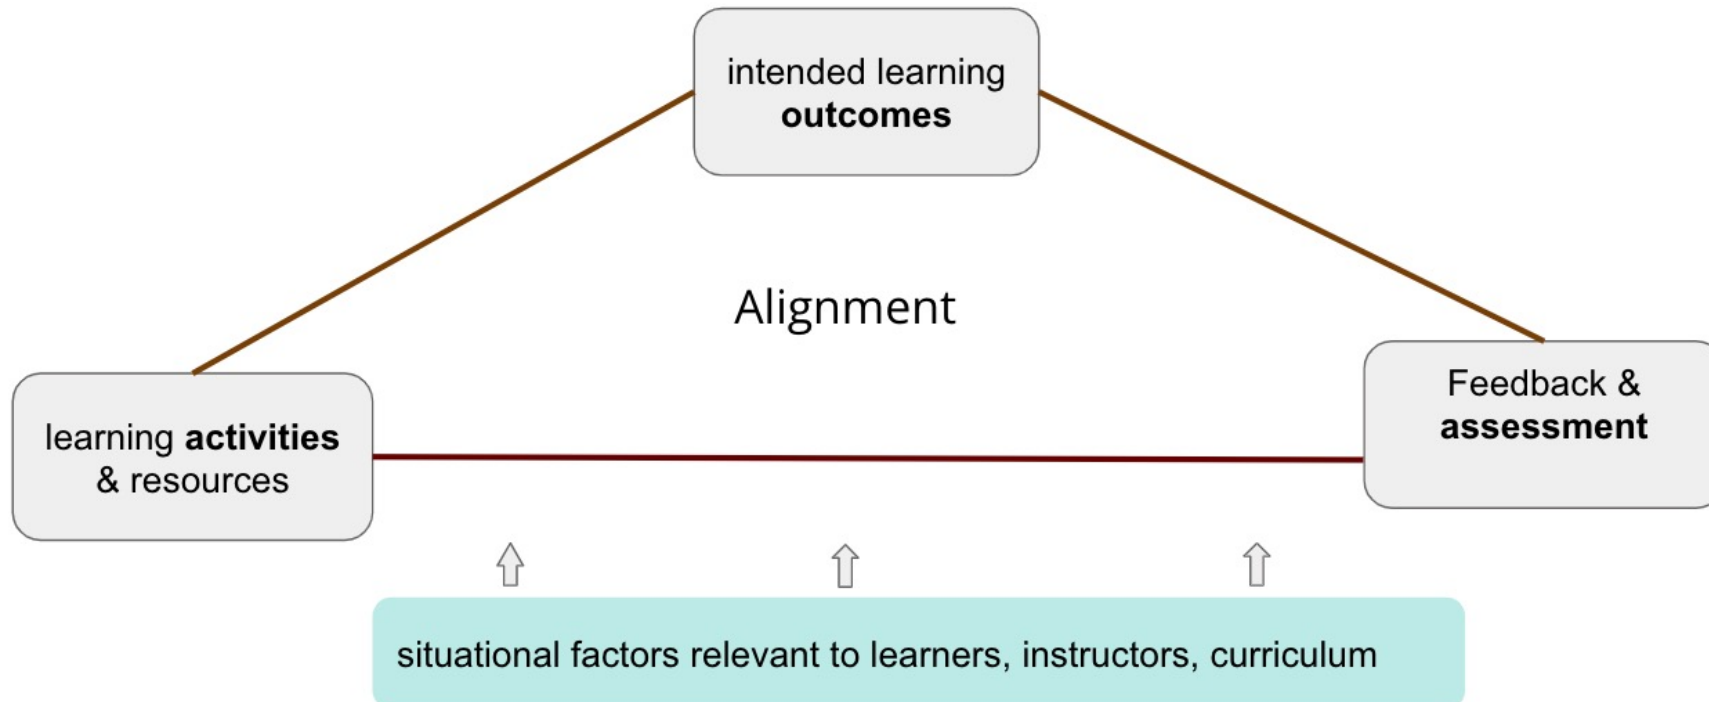 intended learning
outcomes
Alignment
learning activities
& resources
Feedback &
assessment
situational factors relevant to learners, instructors, curriculum